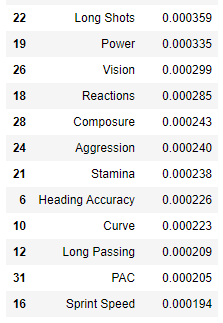 22 Long Shots 0.000359
19 Power 0.000335
26 Vision 0.000299
18 Reactions 0.000285
28 Composure 0.000243
24 Aggression 0.000240
21 Stamina 0.000238
6 Heading Accuracy 0.000226
10 Curve 0.000223
12 Long Passing 0.000209
31 PAC 0.000205
16 Sprint Speed 0.000194